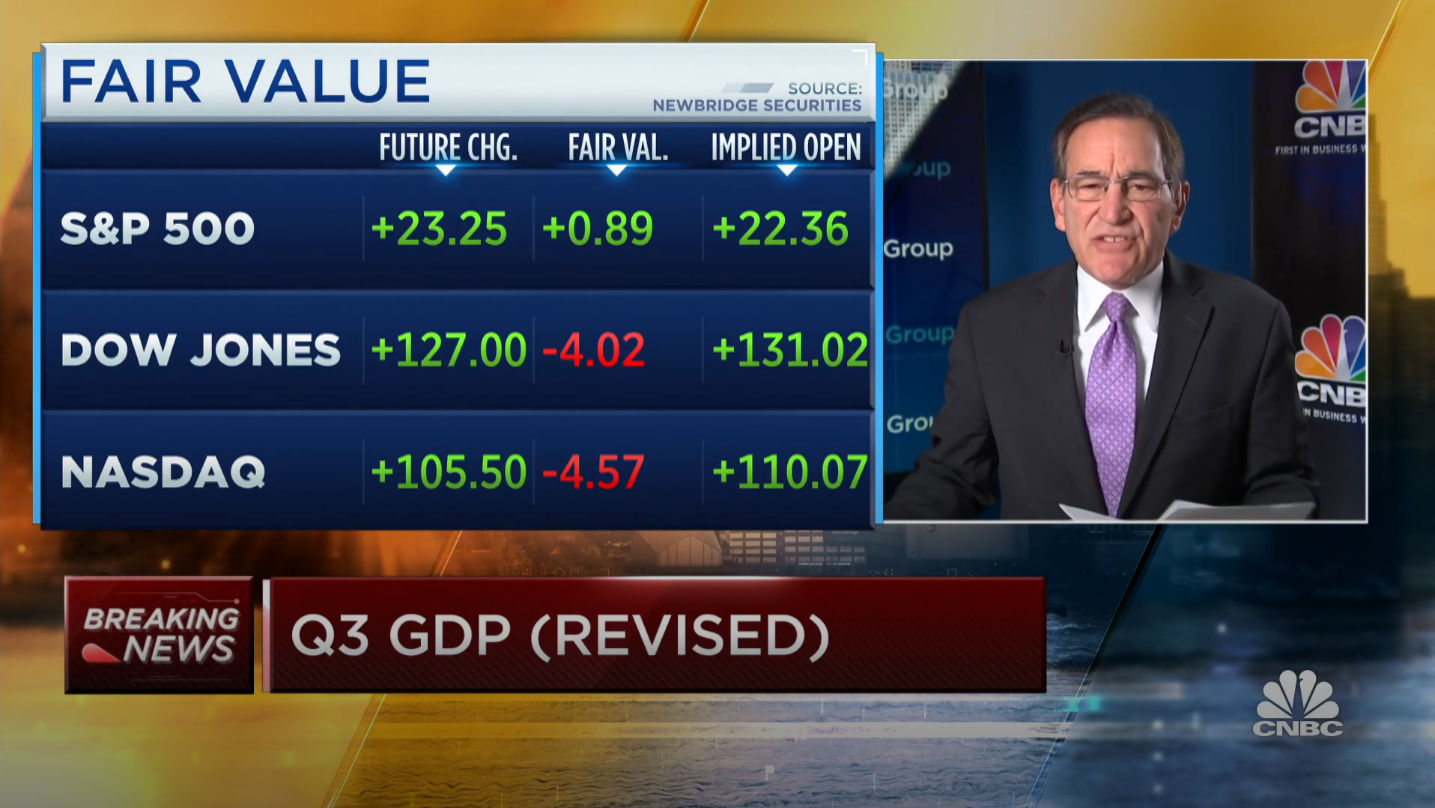 FAIR VALUE
SOURCE:
NEWBRIDGE SECURITIES
FUTURE CHG. FAIR VAL. IMPLIED OPEN
S&P 500 +23.25 +0.89 +22.36
DOW JONES +127.00 -4.02 +131.02
NASDAQ +105.50 -4.57 +110.07
Group
Group
Group
CNB
FIRST IN BUSINESS W
CNB
IN BUSINESS W
BREAKING
NEWS
Q3 GDP (REVISED)
CNBC